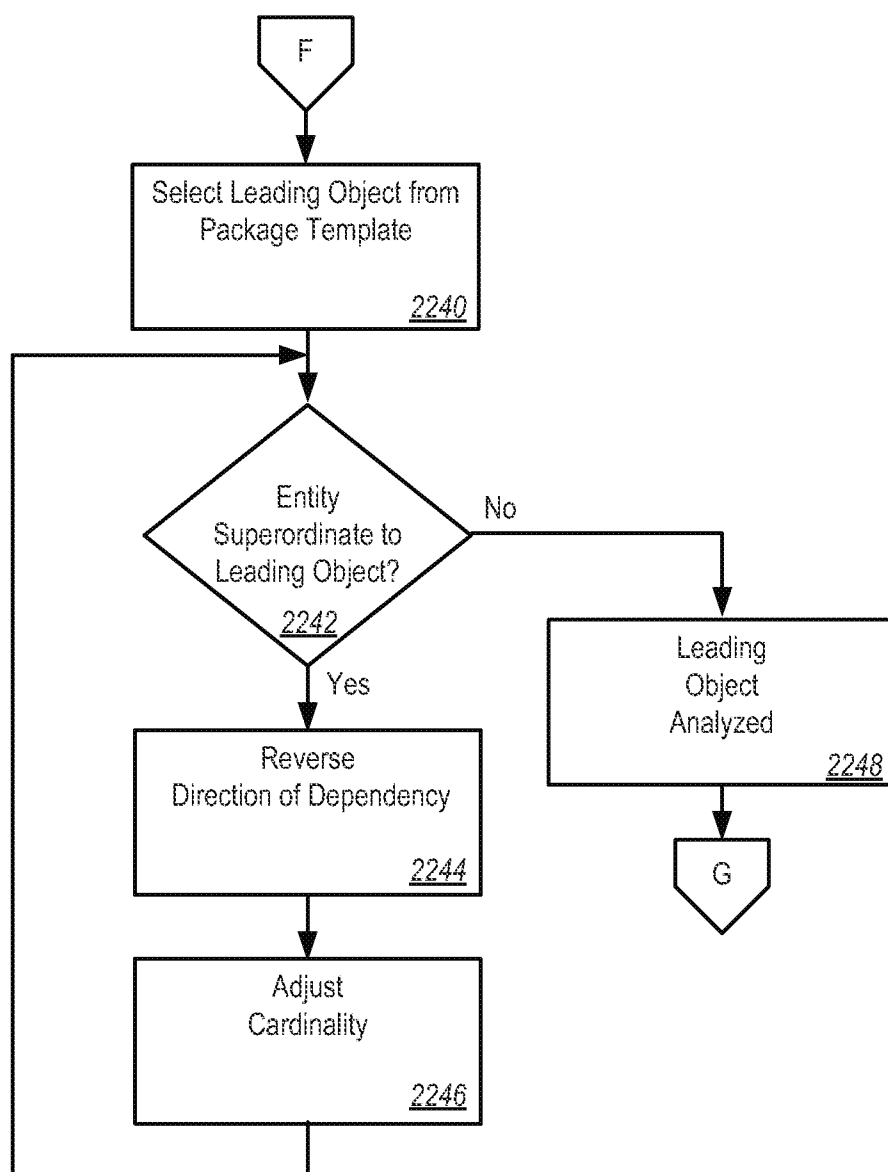 F
Select Leading Object from
Package Template
2240
Entity
Superordinate to
Leading Object?
2242
No
Yes
Leading
Object
Analyzed
2248
Reverse
Direction of Dependency
2244
G
Adjust
Cardinality
2246